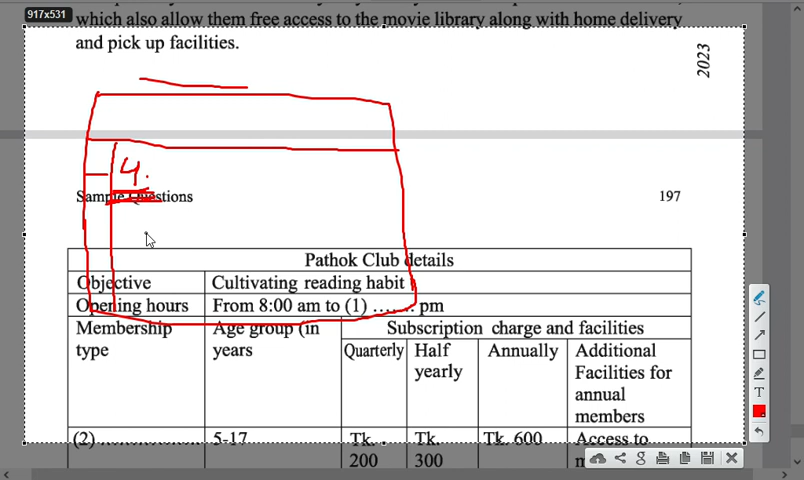 917x531
which also allow them free access to the movie library along with home delivery
and pick up facilities.
2023
4.
Sample Questions
197
Pathok Club details
Objective
Cultivating reading habit
Opening hours
From 8:00 am to (1) ....... pm
Membership type
Age group (in years
Subscription charge and facilities
Quarterly
Half yearly
Annually
Additional Facilities for annual members
(2) ......................
5-17
Tk. 200
Tk. 300
Tk. 600
Access to